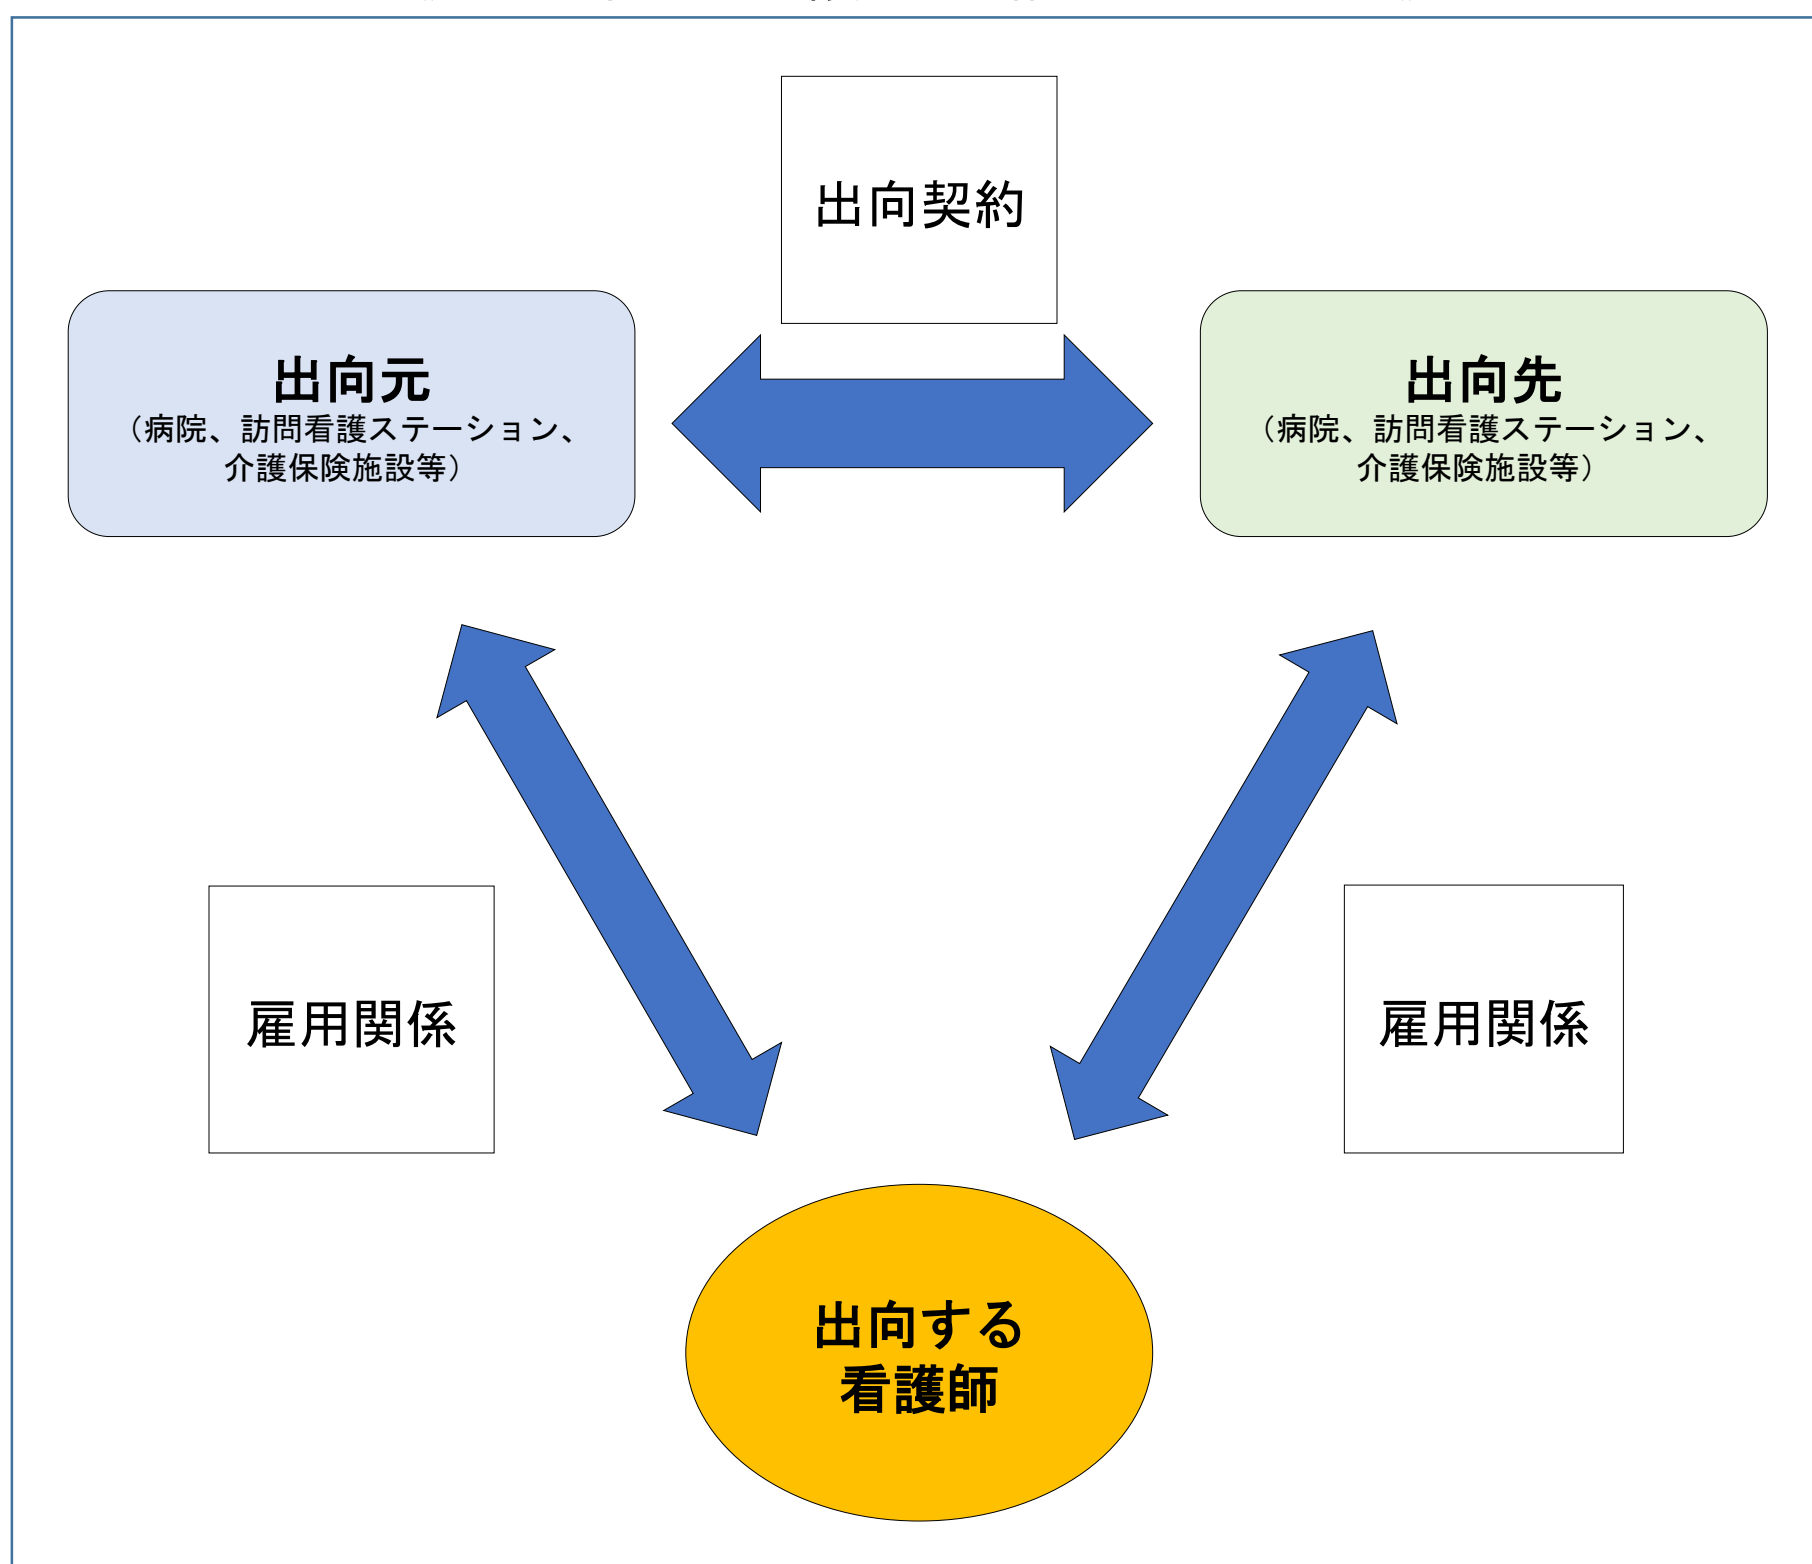 出向契約
出向元
（病院、訪問看護ステーション、
介護保険施設等）
出向先
（病院、訪問看護ステーション、
介護保険施設等）
雇用関係
雇用関係
出向する
看護師